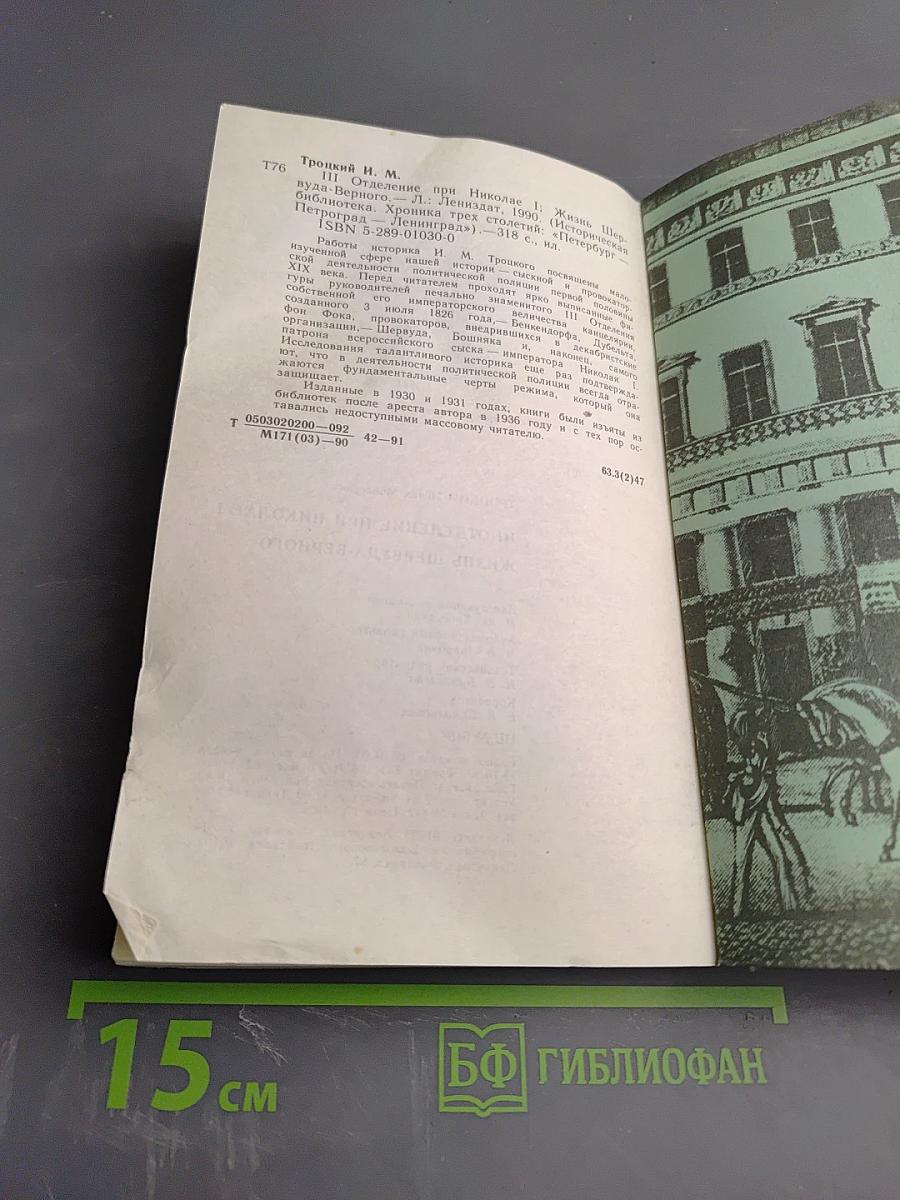 Троцкий И. М.
Т76 III Отделение при Николае I; Жизнь Шер-
вуда-Верного.— Л.: Лениздат, 1990. (Историческая
библиотека. Хроника трех столетий: «Петербург —
Петроград — Ленинград»).—318 с., ил.
ISBN 5-289-01030-0
Работы историка И. М. Троцкого посвящены мало-
изученной сфере нашей истории — сыскной и провокатор-
ской деятельности политической полиции первой половины
XIX века. Перед читателем проходят ярко выписанные фи-
гуры руководителей печально знаменитого III Отделения
собственной его императорского величества канцелярии,
созданного 3 июля 1826 года,— Бенкендорфа, Дубельта,
фон Фока, провокаторов, внедрившихся в декабристские
организации,— Шервуда, Бошняка и, наконец, самого
патрона всероссийского сыска — императора Николая I.
Исследования талантливого историка еще раз подтвержда-
ют, что в деятельности политической полиции всегда отра-
жаются фундаментальные черты режима, который она
защищает.
Изданные в 1930 и 1931 годах, книги были изъяты из
библиотек после ареста автора в 1936 году и с тех пор ос-
тавались недоступными массовому читателю.
Т 0503020200—092 42—91
М171(03)—90
63.3(2)47
15 см
БФ ГИБЛИОФАН